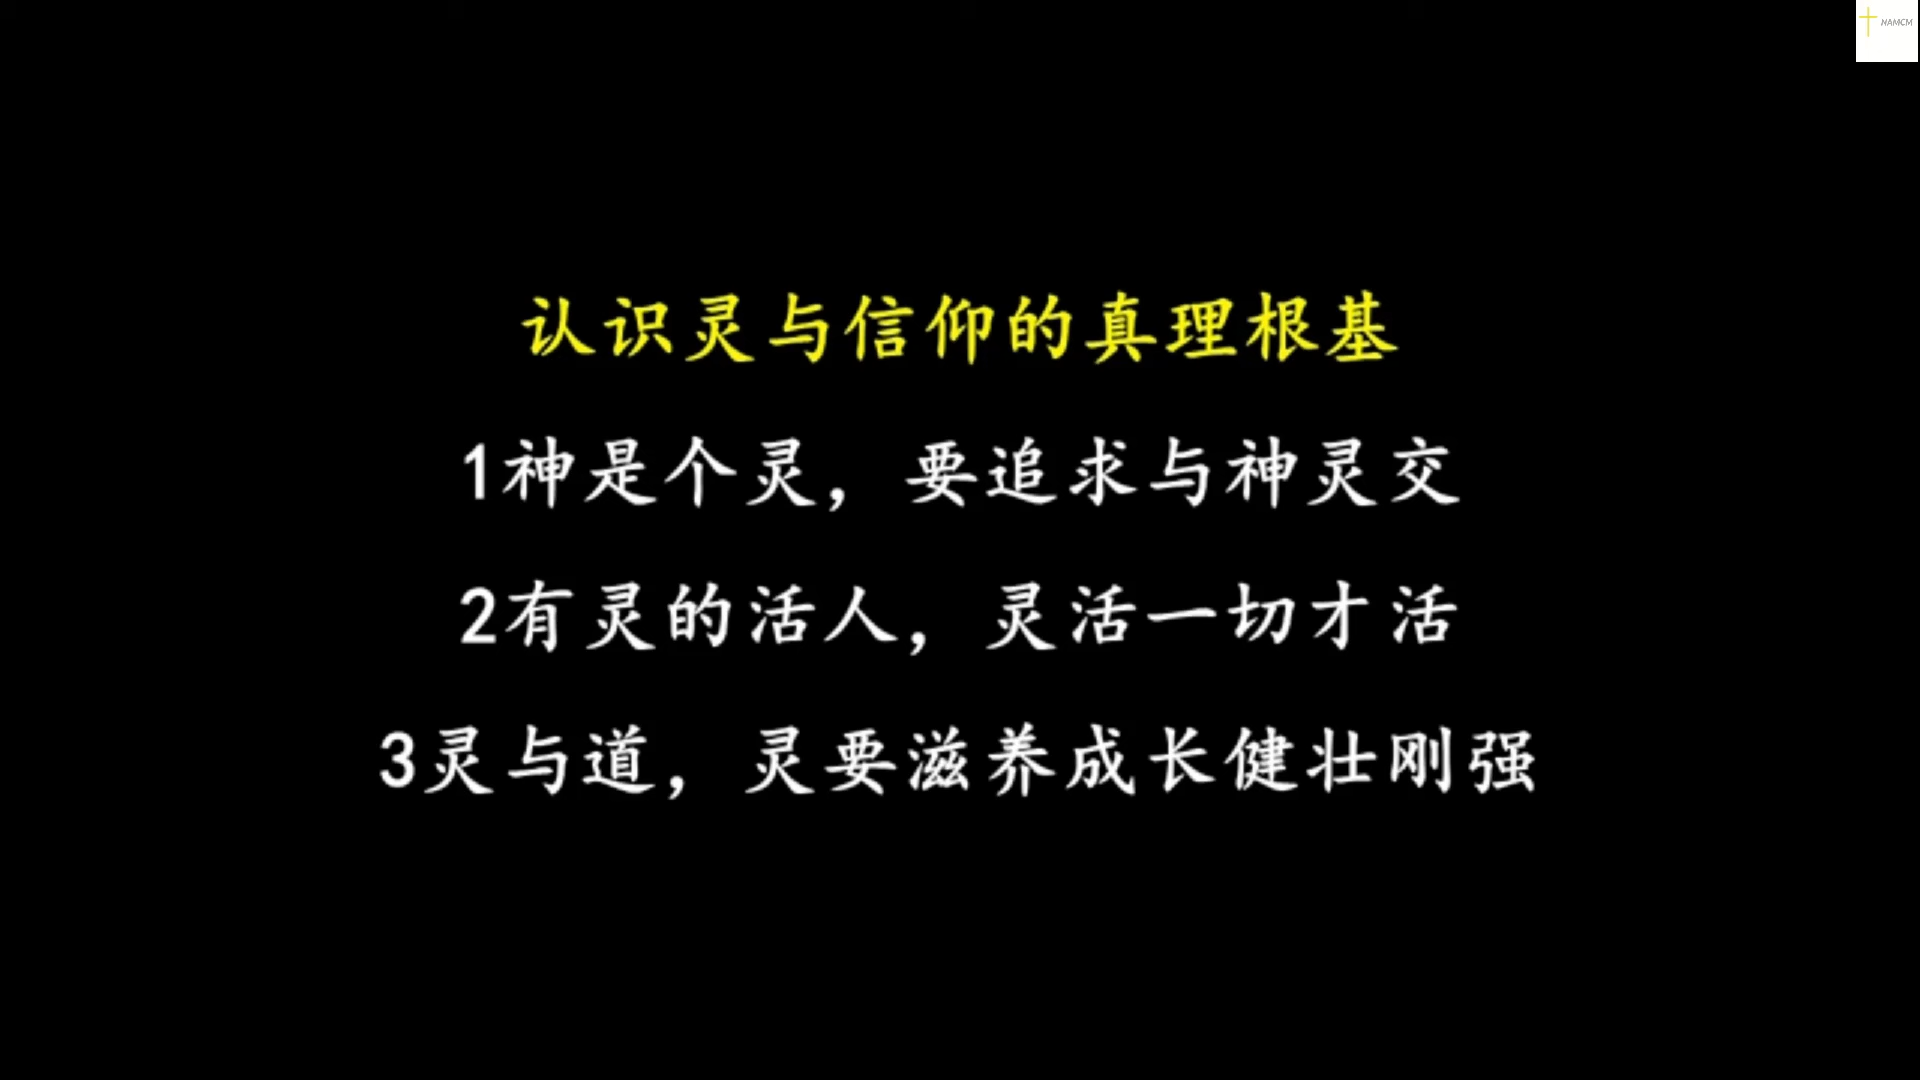 NAMCM
认识灵与信仰的真理根基
1神是个灵，要追求与神灵交
2有灵的活人，灵活一切才活
3灵与道，灵要滋养成长健壮刚强